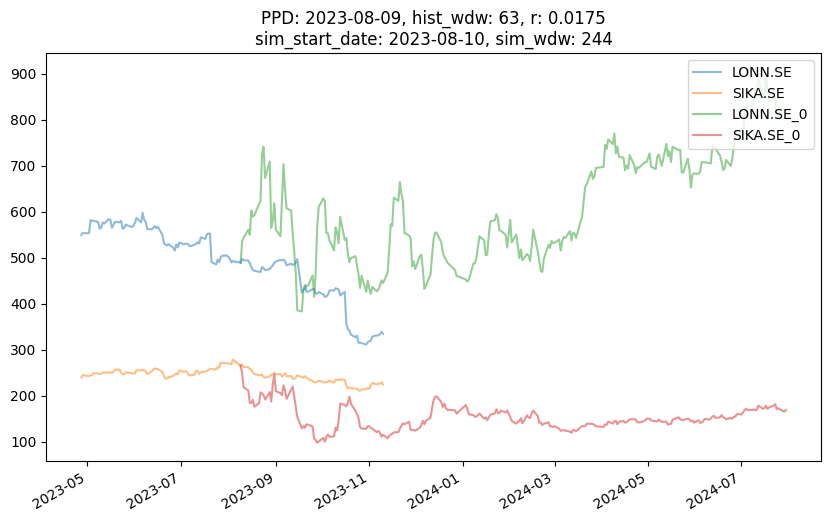 PPD: 2023-08-09, hist_wdw: 63, r: 0.0175
sim_start_date: 2023-08-10, sim_wdw: 244
900
800
700
600
500
400
300
200
100
LONN.SE
SIKA.SE
LONN.SE_0
SIKA.SE_0
2023-05
2023-07
2023-09
2023-11
2024-01
2024-03
2024-05
2024-07